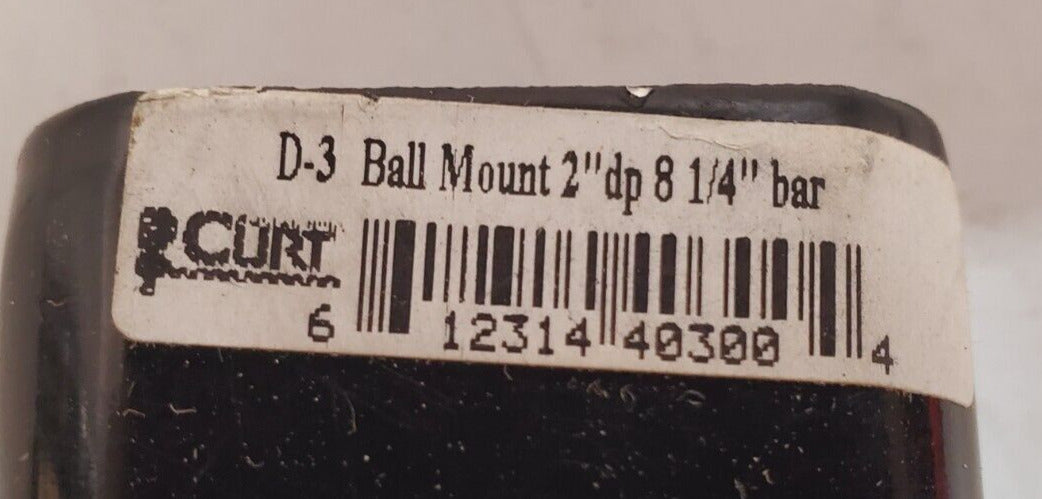 D-3 Ball Mount 2"dp 8 1/4" bar
CURT
6 12314 40300 4